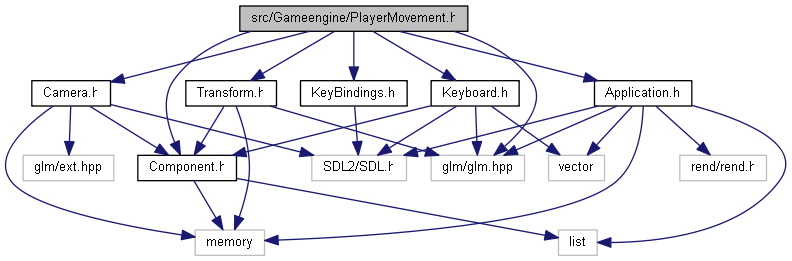 src/Gameengine/PlayerMovement.h
Camera.h
Transform.h
KeyBindings.h
Keyboard.h
Application.h
glm/ext.hpp
Component.h
SDL2/SDL.h
glm/glm.hpp
vector
rend/rend.h
memory
list